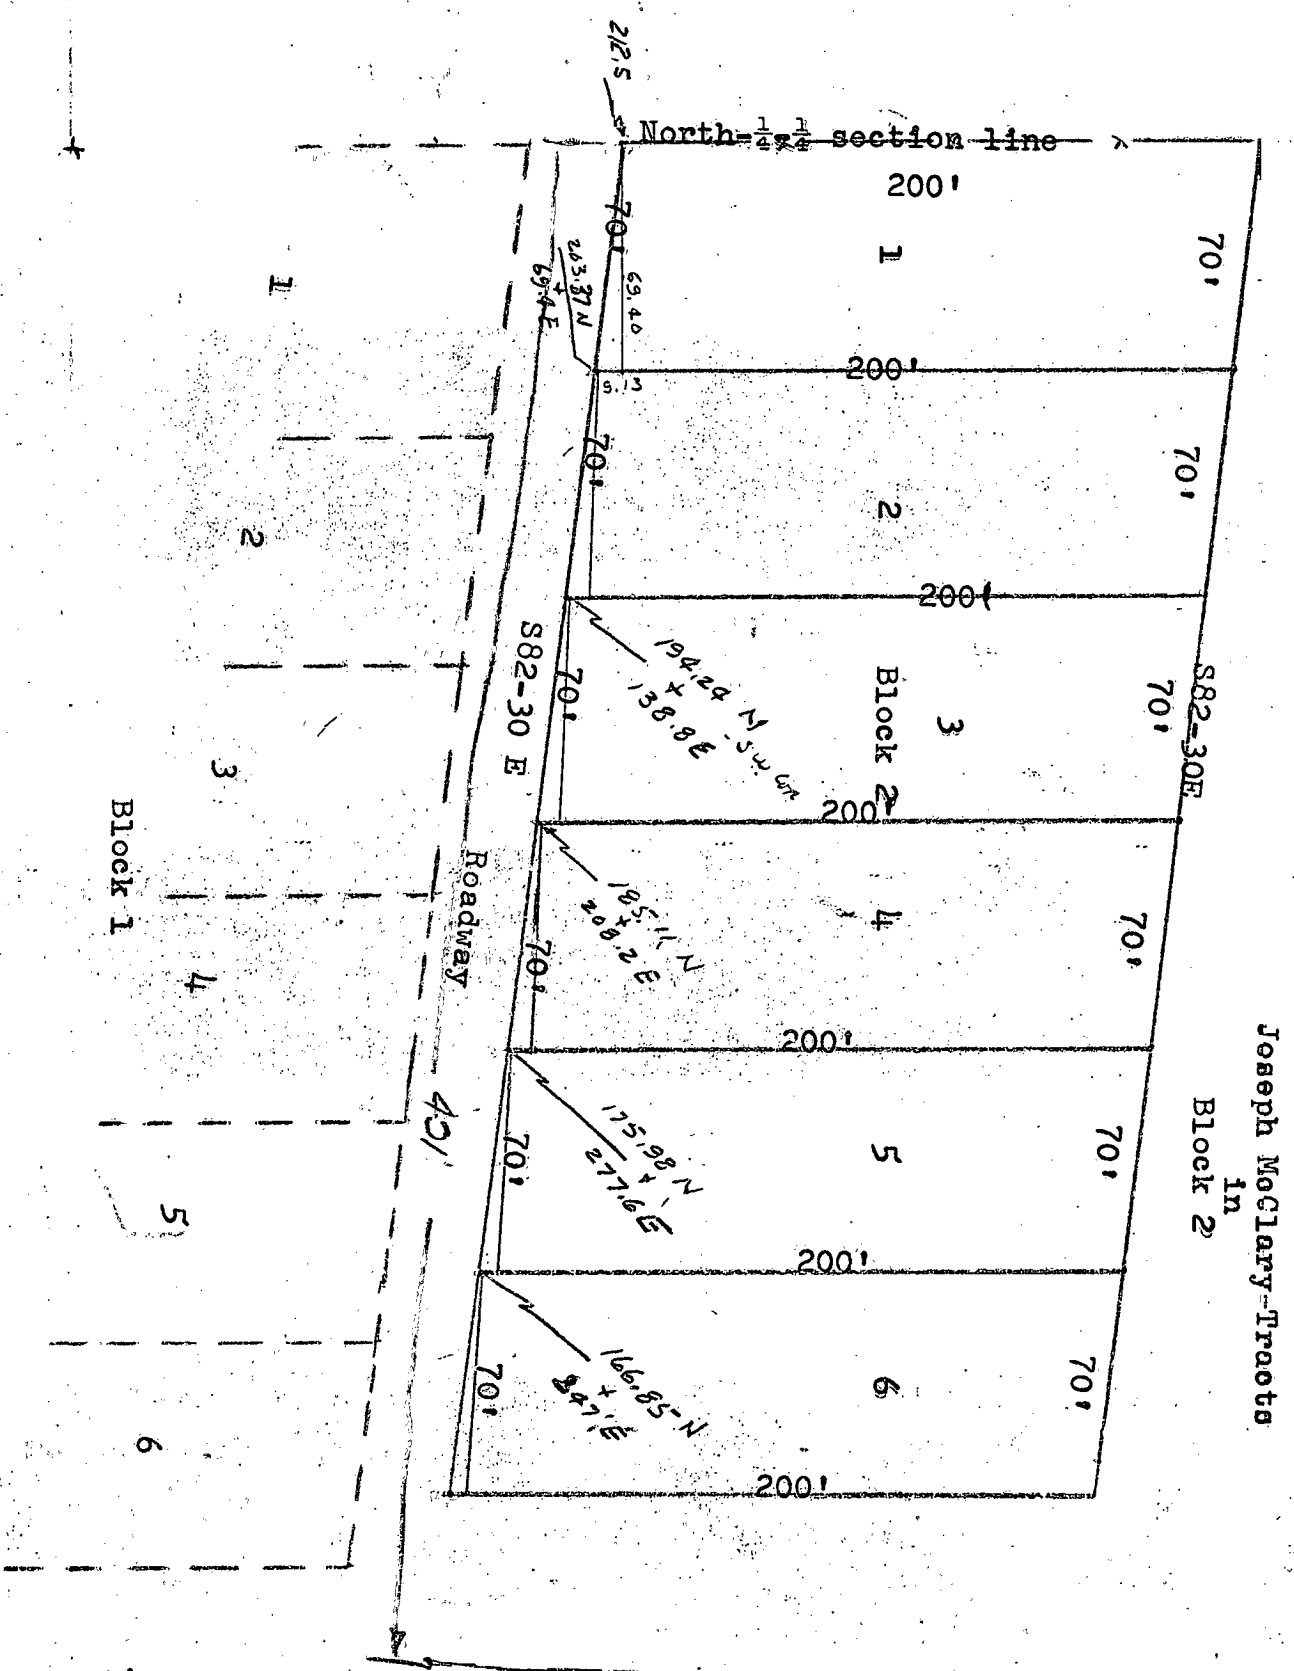 Joseph McClary-Tracts
in
Block 2
212.5
North-¼-¼ section line
200'
1
70'
70'
69.40
203.37 N
+
69.4 E
9.13
200'
2
70'
70'
200'
S82-30E
3
Block 2
70'
70'
194.24 N
+
138.8 E
- SW Cor
200'
4
70'
70'
185.11 N
+
208.2 E
200'
5
70'
70'
175.98 N
+
277.6 E
200'
6
70'
70'
166.85 N
+
347' E
200'
S82-30 E
Roadway
40'
Block 1
1
2
3
4
5
6